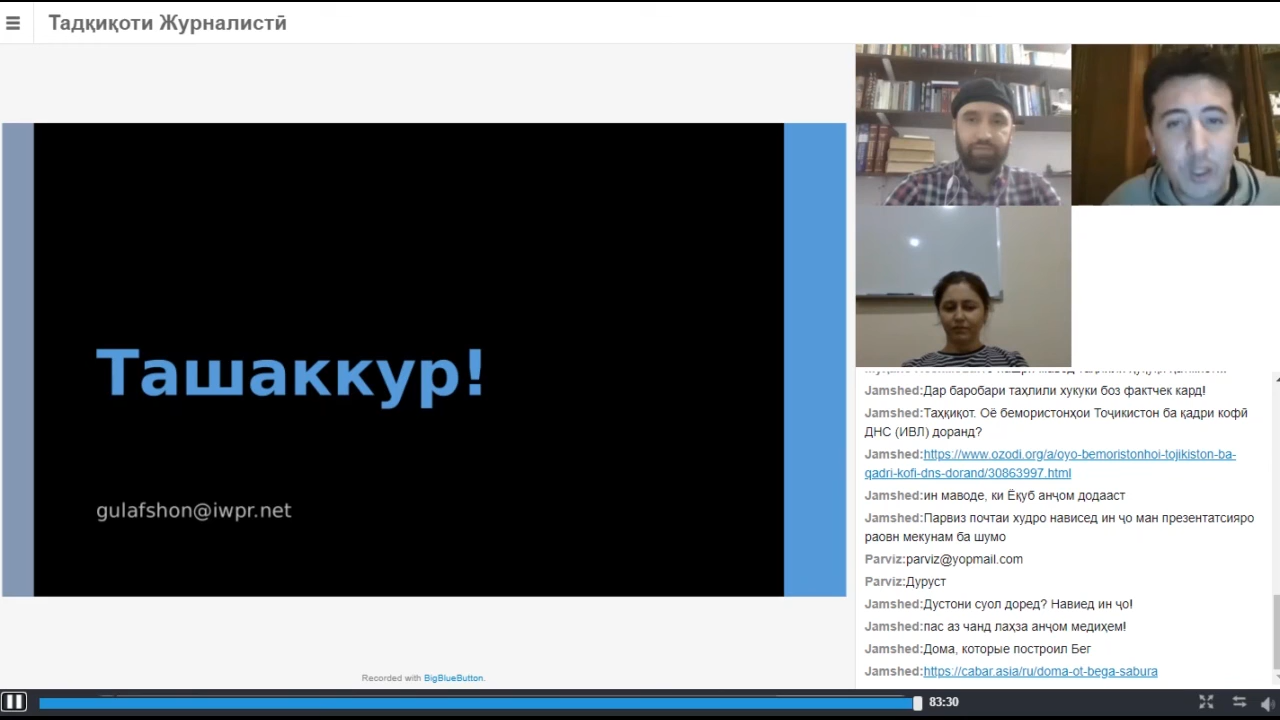 Тадқиқоти Журналистӣ
Ташаккур!
gulafshon@iwpr.net
Jamshed:Дар баробари таҳлили хукуки боз фактчек кард!
Jamshed:Таҳқиқот. Оё бемористонҳои Тоҷикистон ба қадри кофӣ
ДНС (ИВЛ) доранд?
Jamshed:https://www.ozodi.org/a/oyo-bemoristonhoi-tojikiston-ba-
qadri-kofi-dns-dorand/30863997.html
Jamshed:ин маводе, ки Ёқуб анҷом додааст
Jamshed:Парвиз почтаи худро нависед ин ҷо ман презентатсияро
раовн мекунам ба шумо
Parviz:parviz@yopmail.com
Parviz:Дуруст
Jamshed:Дустони суол доред? Навиед ин ҷо!
Jamshed:пас аз чанд лаҳза анҷом медиҳем!
Jamshed:Дома, которые построил Бег
Jamshed:https://cabar.asia/ru/doma-ot-bega-sabura
Recorded with BigBlueButton.
83:30